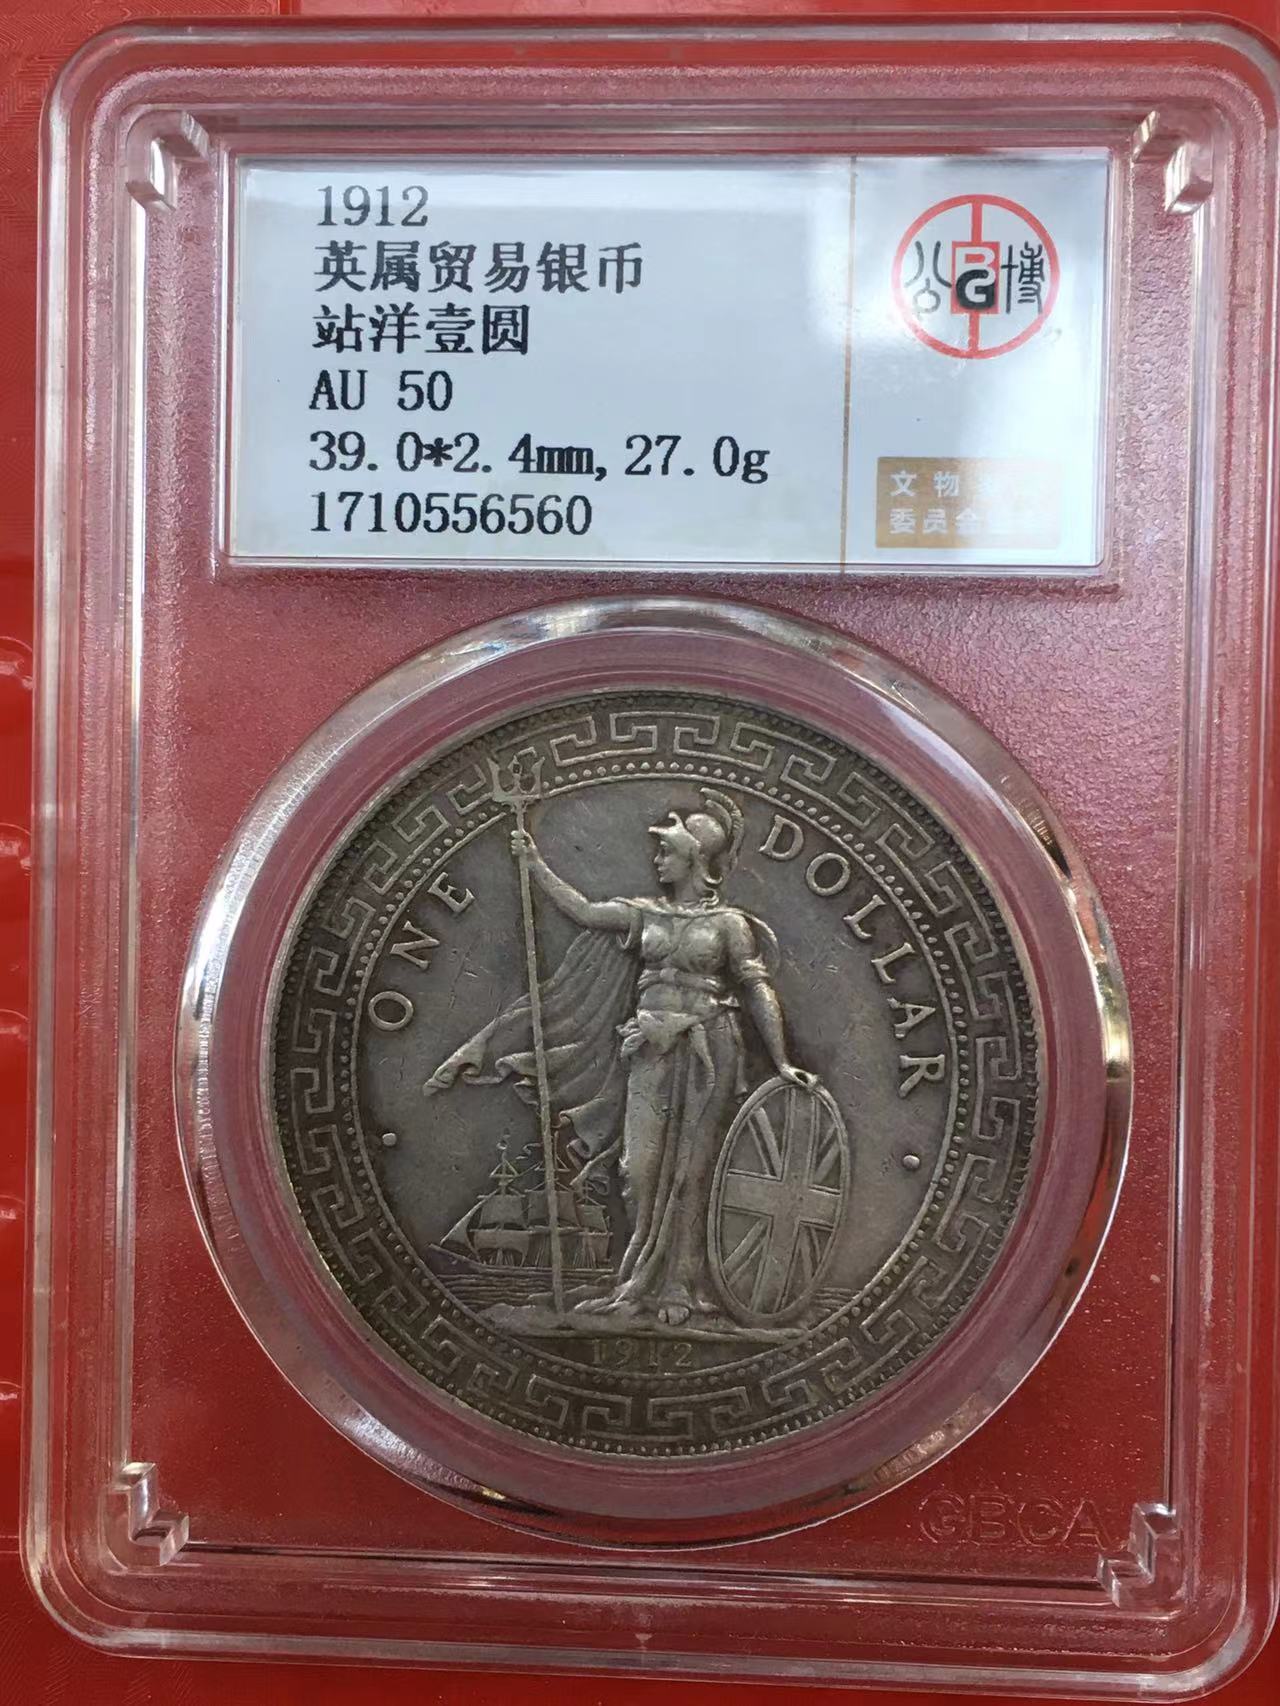 1912
英属贸易银币
站洋壹圆
AU 50
39.0*2.4mm,27.0g
1710556560
公 BG 博
文物
委员会
ONE DOLLAR
1912
GBCA